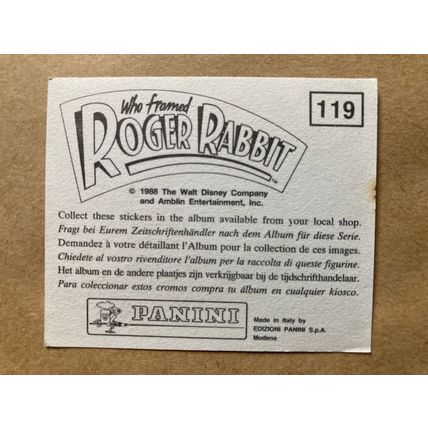 Who Framed
ROGER RABBIT™
119
© 1988 The Walt Disney Company
and Amblin Entertainment, Inc.
Collect these stickers in the album available from your local shop.
Fragt bei Eurem Zeitschriftenhändler nach dem Album für diese Serie.
Demandez à votre détaillant l'Album pour la collection de ces images.
Chiedete al vostro rivenditore l'album per la raccolta di queste figurine.
Het album en de andere plaatjes zijn verkrijgbaar bij de tijdschrifthandelaar.
Para coleccionar estos cromos compra tu álbum en cualquier kiosco.
PANINI
Made in Italy by
EDIZIONI PANINI S.p.A.
Modena